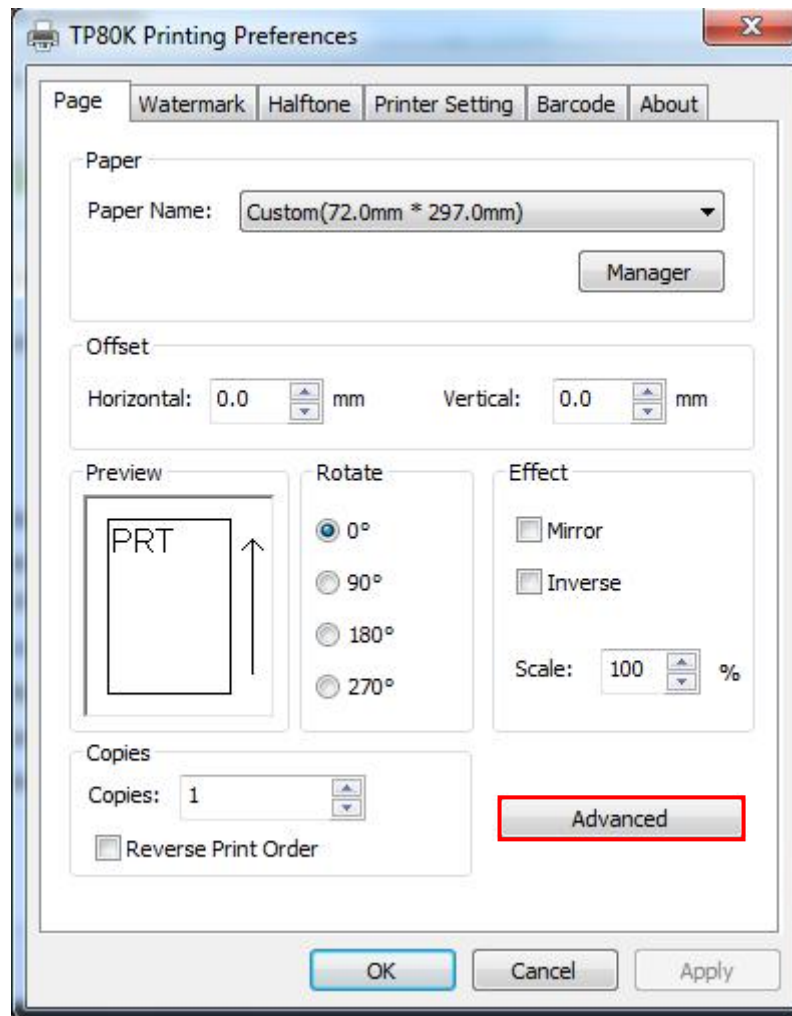 TP80K Printing Preferences
Page Watermark Halftone Printer Setting Barcode About
Paper
Paper Name: Custom(72.0mm * 297.0mm)
Manager
Offset
Horizontal: 0.0 mm Vertical: 0.0 mm
Preview Rotate Effect
PRT 0° Mirror
90° Inverse
180°
Scale: 100 %
270°
Copies
Copies: 1
Advanced
Reverse Print Order
OK Cancel Apply